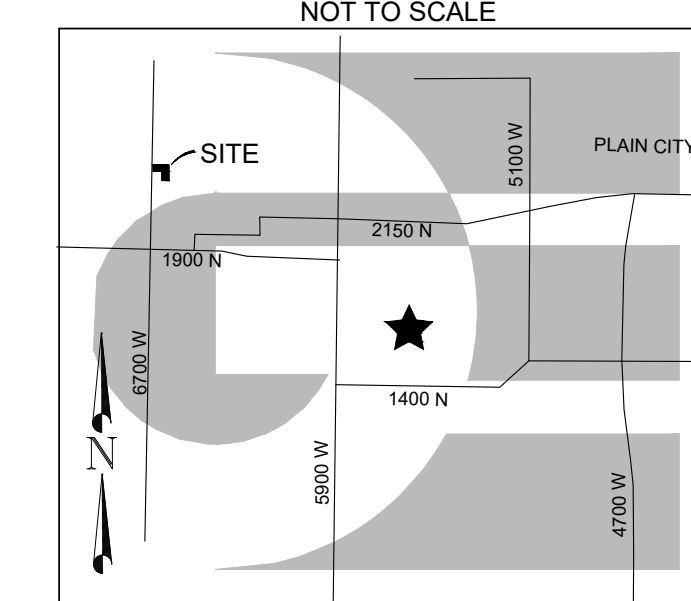 NOT TO SCALE
SITE
5100 W
PLAIN CITY
2150 N
1900 N
6700 W
1400 N
N
5900 W
4700 W